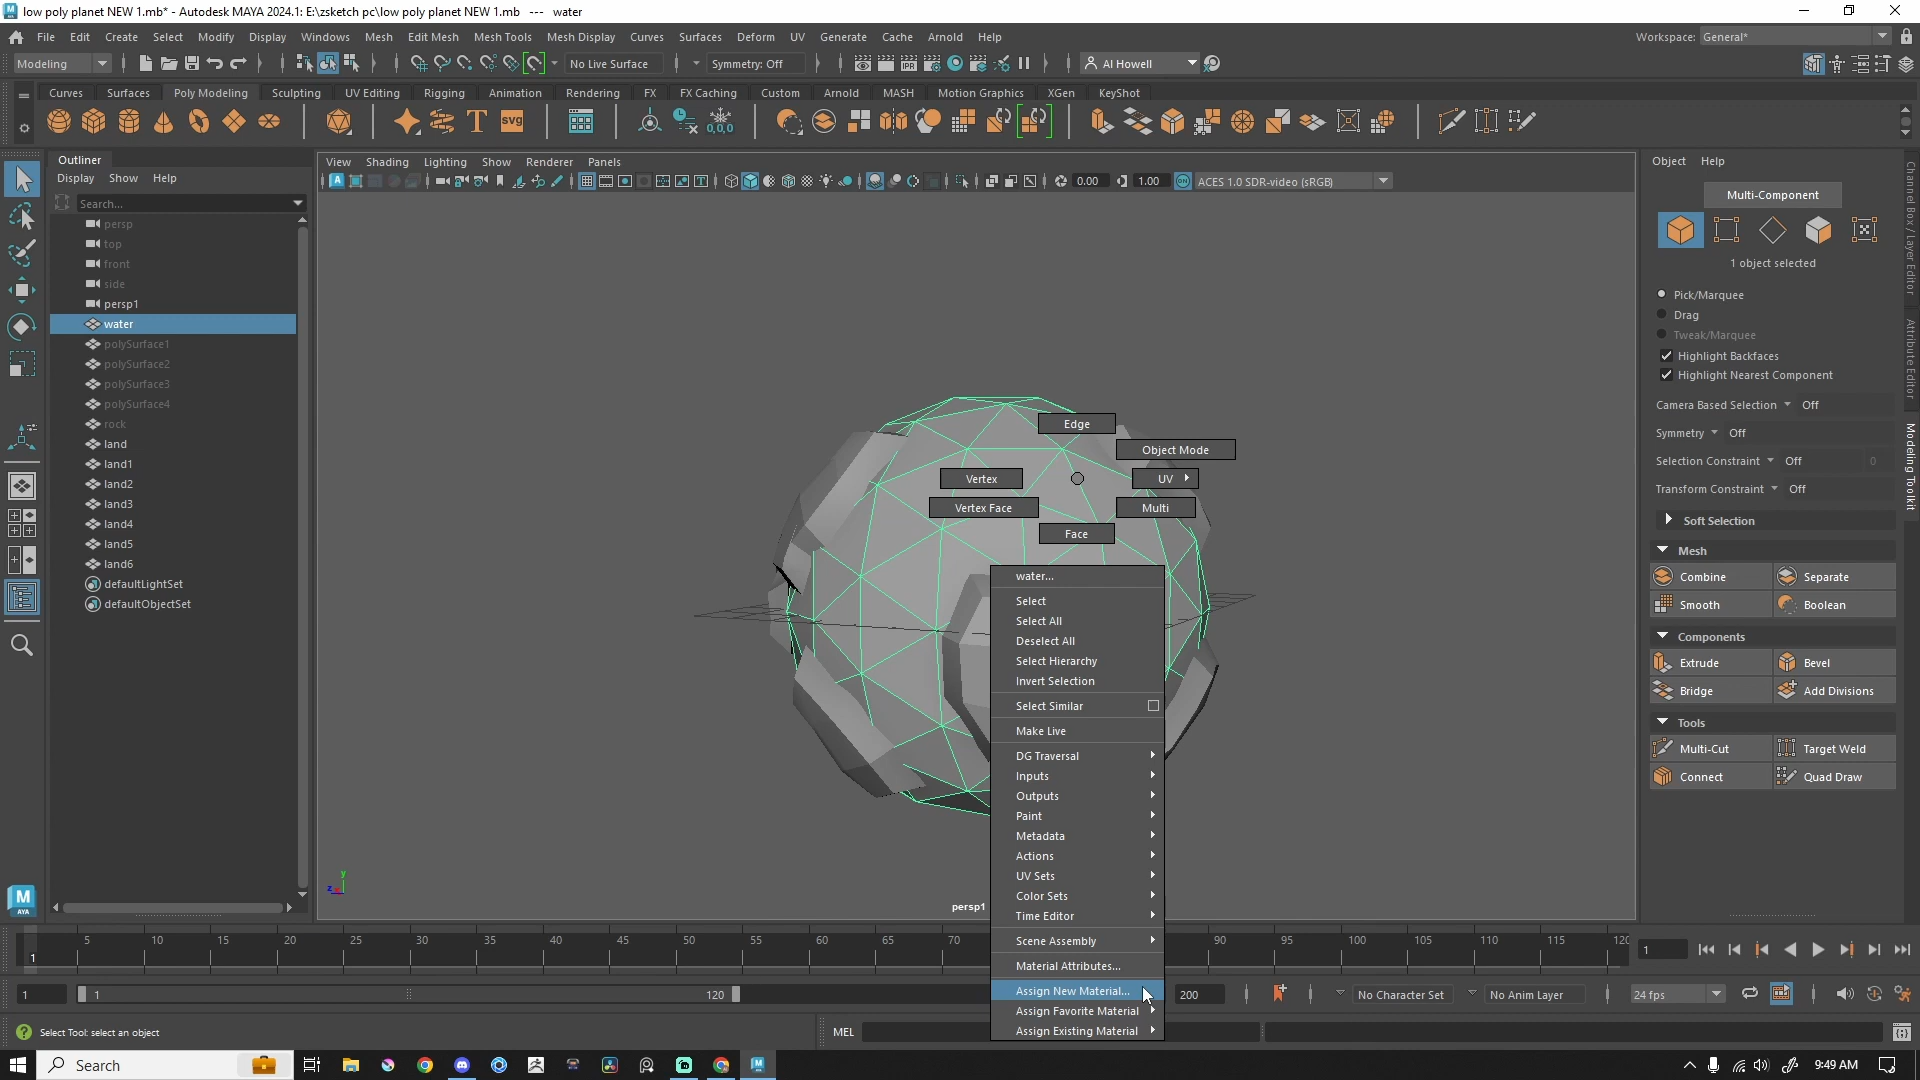 low poly planet NEW 1.mb* - Autodesk MAYA 2024.1: E:\zsketch pc\low poly planet NEW 1.mb --- water
File Edit Create Select Modify Display Windows Mesh Edit Mesh Mesh Tools Mesh Display Curves Surfaces Deform UV Generate Cache Arnold Help
Workspace: General*
Modeling
No Live Surface
Symmetry: Off
IPR
Al Howell
Curves Surfaces Poly Modeling Sculpting UV Editing Rigging Animation Rendering FX FX Caching Custom Arnold MASH Motion Graphics XGen KeyShot
T
svg
0,0,0
Outliner
Display Show Help
Search...
persp
top
front
side
persp1
water
polySurface1
polySurface2
polySurface3
polySurface4
rock
land
land1
land2
land3
land4
land5
land6
defaultLightSet
defaultObjectSet
View Shading Lighting Show Renderer Panels
0.00
1.00
ON
ACES 1.0 SDR-video (sRGB)
Edge
Object Mode
Vertex
UV
Vertex Face
Multi
Face
water...
Select
Select All
Deselect All
Select Hierarchy
Invert Selection
Select Similar
Make Live
DG Traversal
Inputs
Outputs
Paint
Metadata
Actions
UV Sets
Color Sets
Time Editor
Scene Assembly
Material Attributes...
Assign New Material...
Assign Favorite Material
Assign Existing Material
y
z
persp1
Object Help
Multi-Component
1 object selected
Pick/Marquee
Drag
Tweak/Marquee
Highlight Backfaces
Highlight Nearest Component
Camera Based Selection Off
Symmetry Off
Selection Constraint Off 0
Transform Constraint Off
Soft Selection
Mesh
Combine Separate
Smooth Boolean
Components
Extrude Bevel
Bridge Add Divisions
Tools
Multi-Cut Target Weld
Connect Quad Draw
Channel Box / Layer Editor
Attribute Editor
Modeling Toolkit
M
AYA
1 5 10 15 20 25 30 35 40 45 50 55 60 65 70 90 95 100 105 110 115 120
1
1 1 120 200
No Character Set
No Anim Layer
24 fps
Select Tool: select an object
MEL
Search
9:49 AM